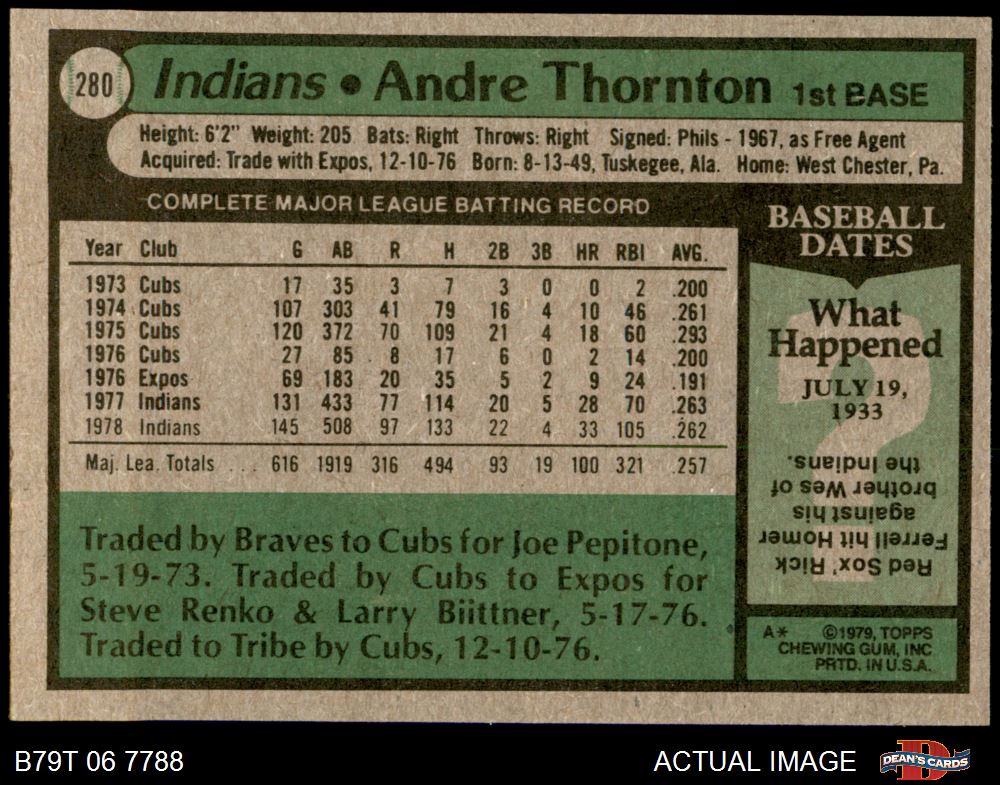 280
Indians • Andre Thornton 1st BASE
Height: 6'2" Weight: 205 Bats: Right Throws: Right Signed: Phils - 1967, as Free Agent
Acquired: Trade with Expos, 12-10-76 Born: 8-13-49, Tuskegee, Ala. Home: West Chester, Pa.
COMPLETE MAJOR LEAGUE BATTING RECORD
Year Club G AB R H 2B 3B HR RBI AVG.
1973 Cubs 17 35 3 7 3 0 0 2 .200
1974 Cubs 107 303 41 79 16 4 10 46 .261
1975 Cubs 120 372 70 109 21 4 18 60 .293
1976 Cubs 27 85 8 17 6 0 2 14 .200
1976 Expos 69 183 20 35 5 2 9 24 .191
1977 Indians 131 433 77 114 20 5 28 70 .263
1978 Indians 145 508 97 133 22 4 33 105 .262
Maj. Lea. Totals ... 616 1919 316 494 93 19 100 321 .257
Traded by Braves to Cubs for Joe Pepitone,
5-19-73. Traded by Cubs to Expos for
Steve Renko & Larry Biittner, 5-17-76.
Traded to Tribe by Cubs, 12-10-76.
BASEBALL
DATES
What
Happened
JULY 19,
1933
?
Red Sox' Rick
Ferrell hit Homer
against his
brother Wes of
the Indians.
A* ©1979, TOPPS
CHEWING GUM, INC
PRTD. IN U.S.A.
B79T 06 7788
ACTUAL IMAGE
D
DEAN'S CARDS